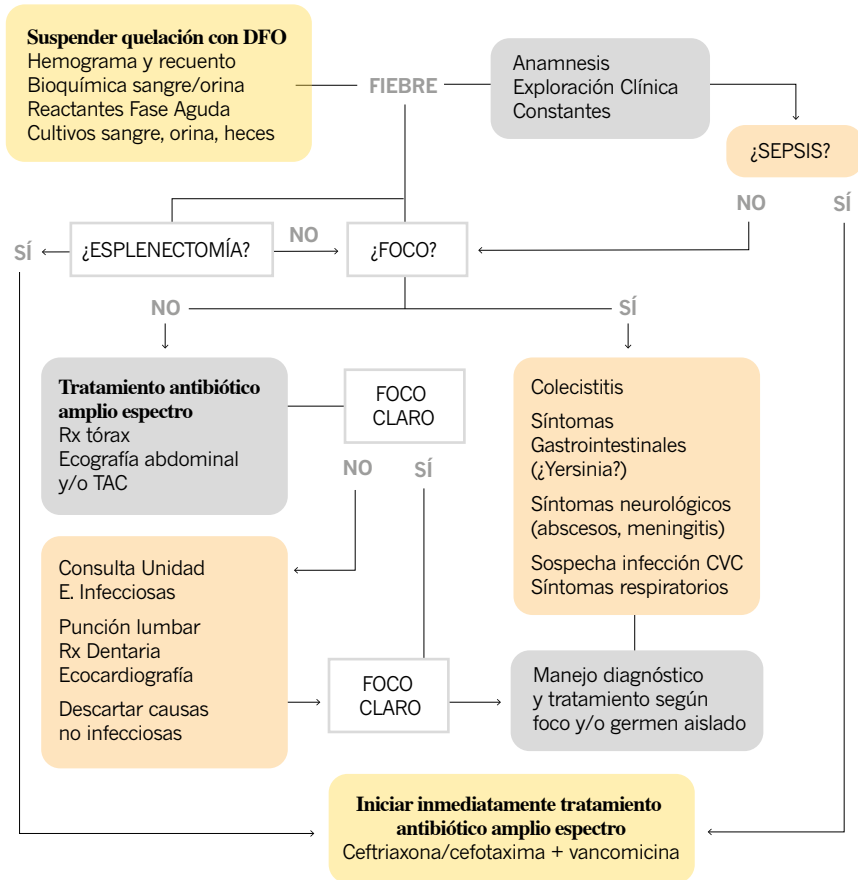 Suspender quelación con DFO
Hemograma y recuento
Bioquímica sangre/orina
Reactantes Fase Aguda
Cultivos sangre, orina, heces
FIEBRE
Anamnesis
Exploración Clínica
Constantes
¿SEPSIS?
NO
SÍ
SÍ
¿ESPLENECTOMÍA?
NO
¿FOCO?
NO
SÍ
Tratamiento antibiótico
amplio espectro
Rx tórax
Ecografía abdominal
y/o TAC
FOCO
CLARO
NO
SÍ
Colecistitis
Síntomas
Gastrointestinales
(¿Yersinia?)
Síntomas neurológicos
(abscesos, meningitis)
Sospecha infección CVC
Síntomas respiratorios
Consulta Unidad
E. Infecciosas
Punción lumbar
Rx Dentaria
Ecocardiografía
Descartar causas
no infecciosas
FOCO
CLARO
Manejo diagnóstico
y tratamiento según
foco y/o germen aislado
Iniciar inmediatamente tratamiento
antibiótico amplio espectro
Ceftriaxona/cefotaxima + vancomicina